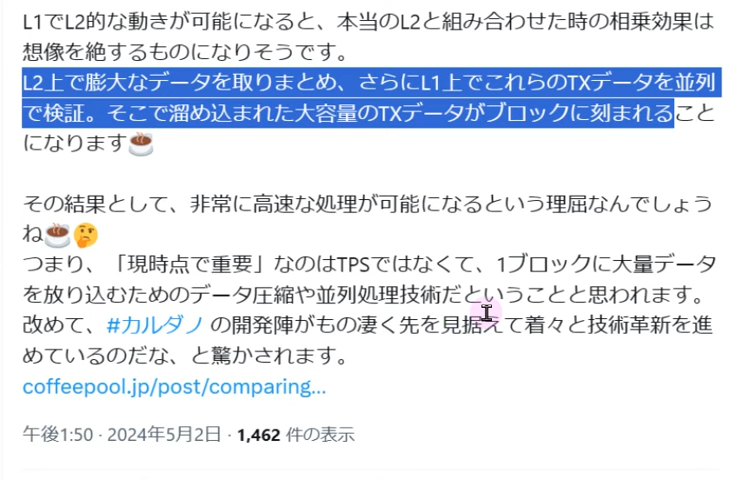 L1でL2的な動きが可能になると、本当のL2と組み合わせた時の相乗効果は
想像を絶するものになりそうです。
L2上で膨大なデータを取りまとめ、さらにL1上でこれらのTXデータを並列
で検証。そこで溜め込まれた大容量のTXデータがブロックに刻まれること
になります☕
その結果として、非常に高速な処理が可能になるという理屈なんでしょう
ね☕🤔
つまり、「現時点で重要」なのはTPSではなくて、1ブロックに大量データ
を放り込むためのデータ圧縮や並列処理技術だということと思われます。
改めて、#カルダノ の開発陣がもの凄く先を見据えて着々と技術革新を進
めているのだな、と驚かされます。
coffeepool.jp/post/comparing...
午後1:50 · 2024年5月2日 · 1,462 件の表示